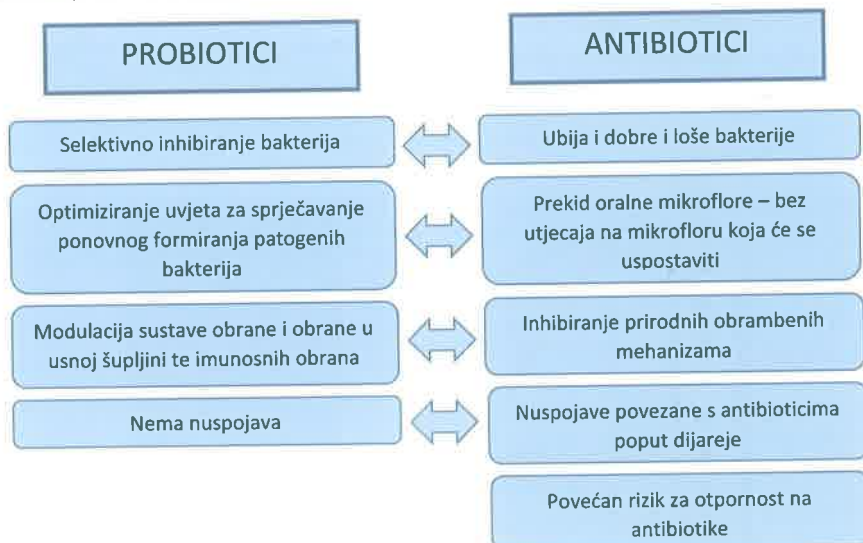 PROBIOTICI
ANTIBIOTICI
Selektivno inhibiranje bakterija
Ubija i dobre i loše bakterije
Optimiziranje uvjeta za sprječavanje
ponovnog formiranja patogenih
bakterija
Prekid oralne mikroflore – bez
utjecaja na mikrofloru koja će se
uspostaviti
Modulacija sustave obrane i obrane u
usnoj šupljini te imunosnih obrana
Inhibiranje prirodnih obrambenih
mehanizama
Nema nuspojava
Nuspojave povezane s antibioticima
poput dijareje
Povećan rizik za otpornost na
antibiotike